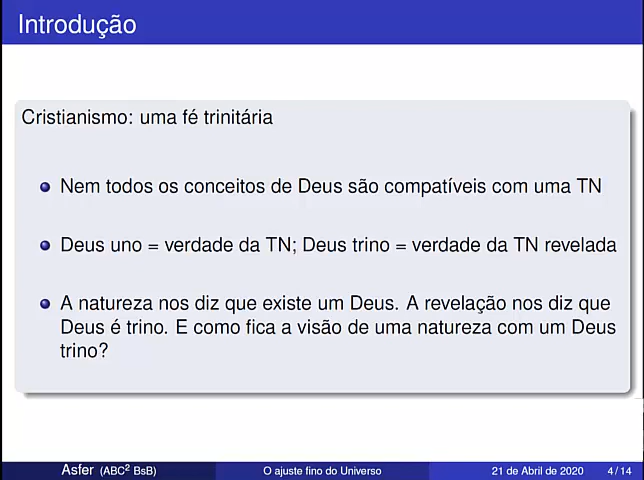 Introdução
Cristianismo: uma fé trinitária
Nem todos os conceitos de Deus são compatíveis com uma TN
Deus uno = verdade da TN; Deus trino = verdade da TN revelada
A natureza nos diz que existe um Deus. A revelação nos diz que
Deus é trino. E como fica a visão de uma natureza com um Deus
trino?
Asfer (ABC² BsB) O ajuste fino do Universo 21 de Abril de 2020 4/14